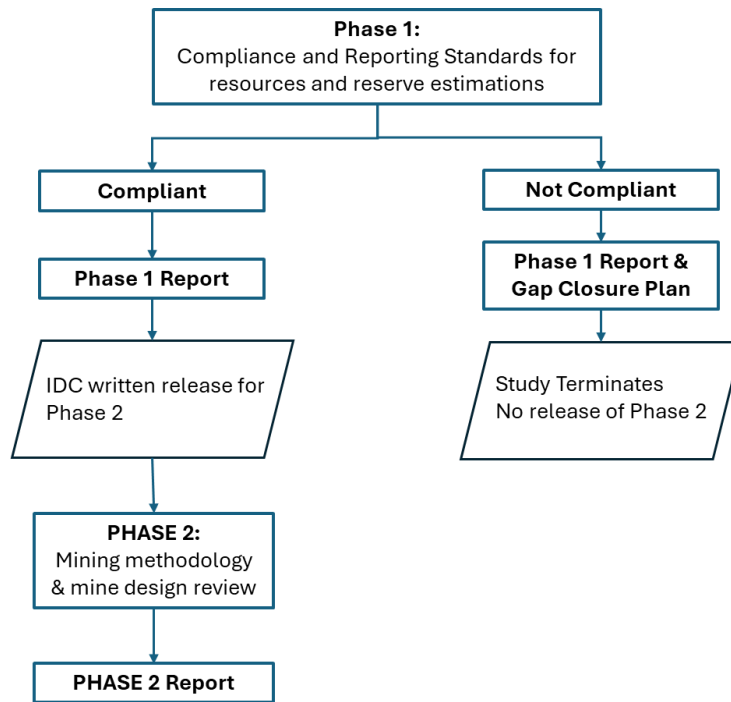 Phase 1:
Compliance and Reporting Standards for
resources and reserve estimations
Compliant
Not Compliant
Phase 1 Report
Phase 1 Report &
Gap Closure Plan
IDC written release for
Phase 2
Study Terminates
No release of Phase 2
PHASE 2:
Mining methodology
& mine design review
PHASE 2 Report